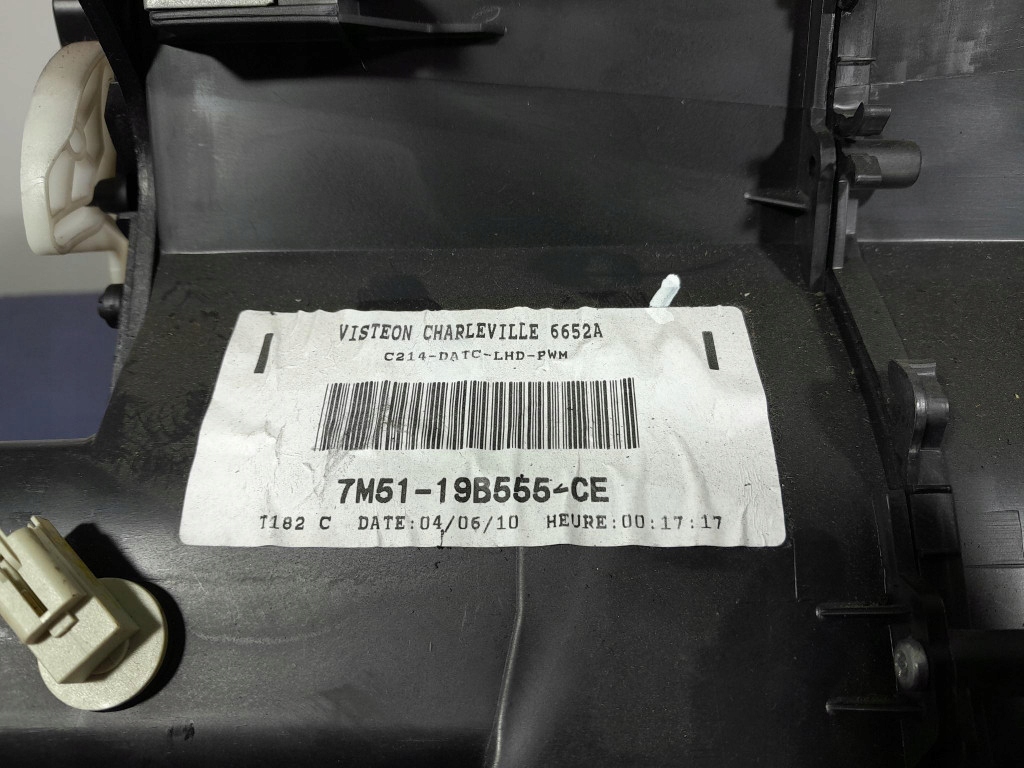 VISTEON CHARLEVILLE 6652A
C214-DATC-LHD-PWM
7M51-19B555-CE
T182 C DATE:04/06/10 HEURE:00:17:17